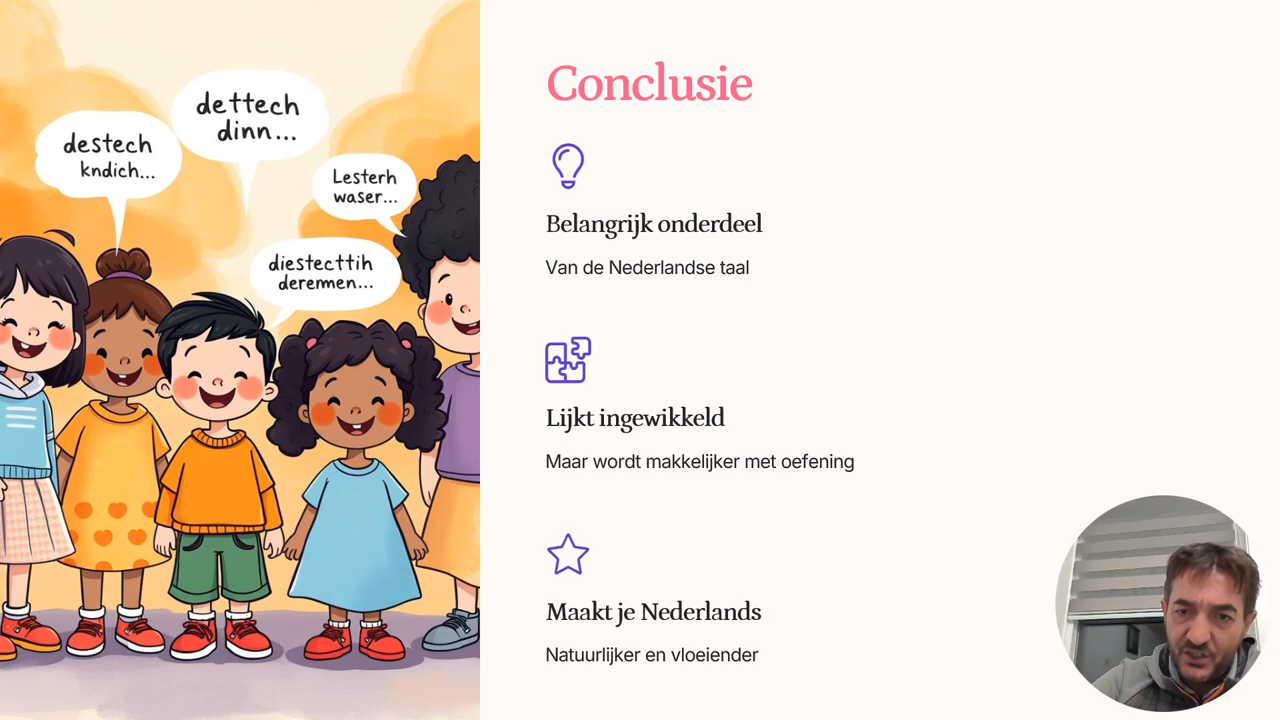 dettech
dinn...
destech
kndich...
Lesterh
waser...
diestecttih
deremen...
Conclusie
Belangrijk onderdeel
Van de Nederlandse taal
Lijkt ingewikkeld
Maar wordt makkelijker met oefening
Maakt je Nederlands
Natuurlijker en vloeiender